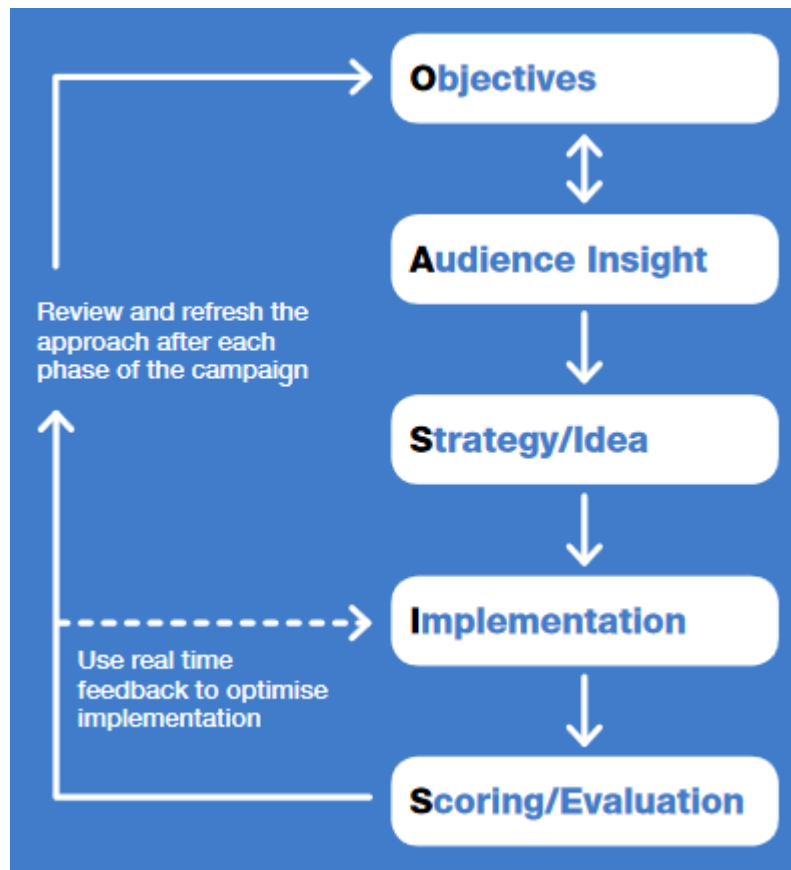 Objectives
Audience Insight
Review and refresh the
approach after each
phase of the campaign
Strategy/Idea
Implementation
Use real time
feedback to optimise
implementation
Scoring/Evaluation